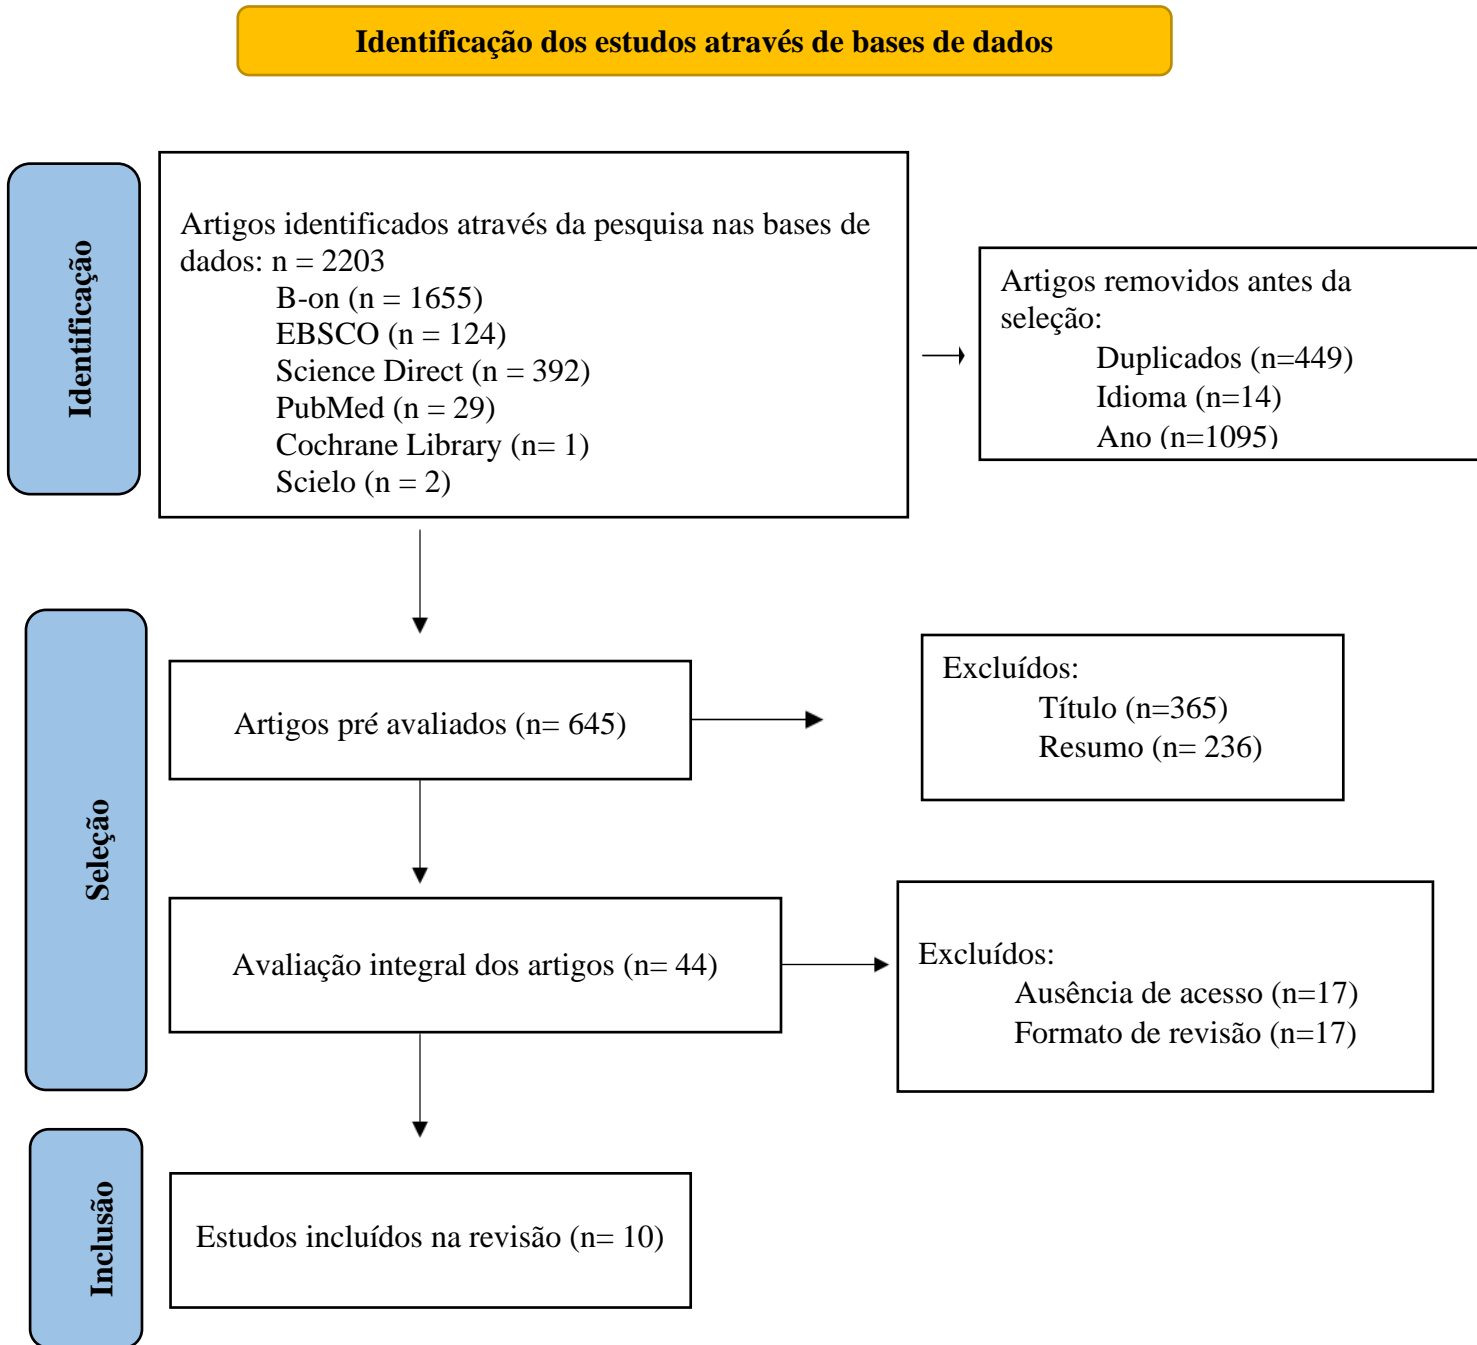 Identificação dos estudos através de bases de dados
Identificação
Artigos identificados através da pesquisa nas bases de
dados: n = 2203
B-on (n = 1655)
EBSCO (n = 124)
Science Direct (n = 392)
PubMed (n = 29)
Cochrane Library (n= 1)
Scielo (n = 2)
Artigos removidos antes da
seleção:
Duplicados (n=449)
Idioma (n=14)
Ano (n=1095)
Seleção
Artigos pré avaliados (n= 645)
Excluídos:
Título (n=365)
Resumo (n= 236)
Avaliação integral dos artigos (n= 44)
Excluídos:
Ausência de acesso (n=17)
Formato de revisão (n=17)
Inclusão
Estudos incluídos na revisão (n= 10)